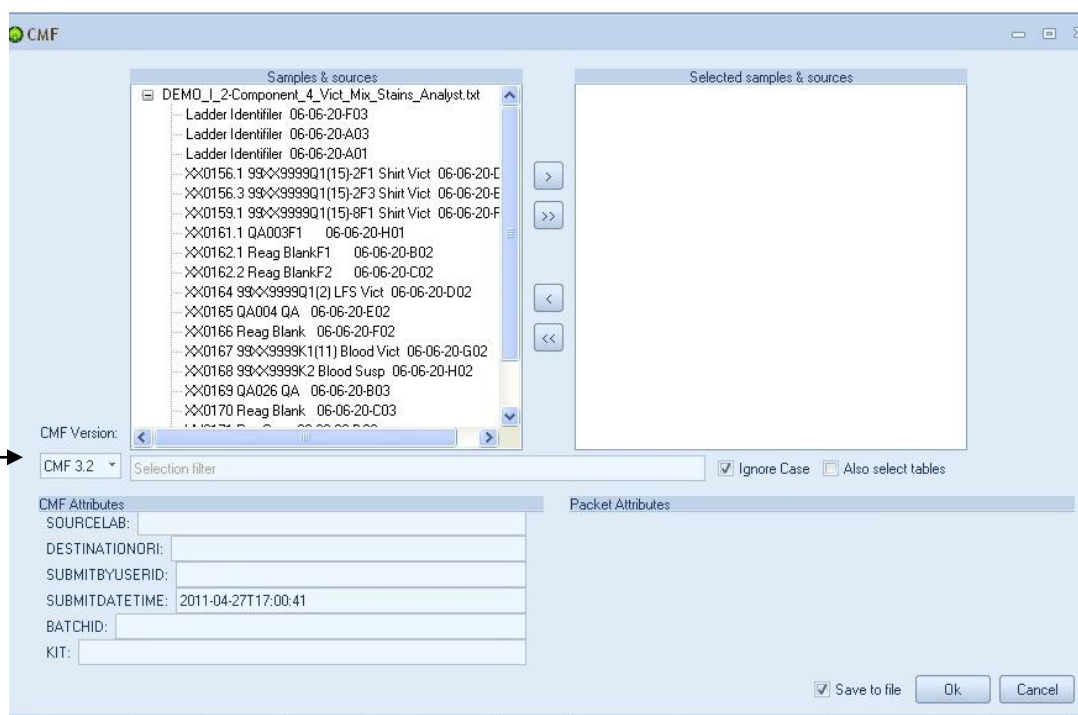 CMF
Samples & sources
DEMO_I_2-Component_4_Vict_Mix_Stains_Analyst.txt
Ladder Identifiler 06-06-20-F03
Ladder Identifiler 06-06-20-A03
Ladder Identifiler 06-06-20-A01
XX0156.1 99XX9999Q1(15)-2F1 Shirt Vict 06-06-20-
XX0156.3 99XX9999Q1(15)-2F3 Shirt Vict 06-06-20-
XX0159.1 99XX9999Q1(15)-8F1 Shirt Vict 06-06-20-
XX0161.1 QA003F1 06-06-20-H01
XX0162.1 Reag BlankF1 06-06-20-B02
XX0162.2 Reag BlankF2 06-06-20-C02
XX0164 99XX9999Q1(2) LFS Vict 06-06-20-D02
XX0165 QA004 QA 06-06-20-E02
XX0166 Reag Blank 06-06-20-F02
XX0167 99XX9999K1(11) Blood Vict 06-06-20-G02
XX0168 99XX9999K2 Blood Susp 06-06-20-H02
XX0169 QA026 QA 06-06-20-B03
XX0170 Reag Blank 06-06-20-C03
>
>>
<
<<
Selected samples & sources
CMF Version:
CMF 3.2
Selection filter
Ignore Case
Also select tables
CMF Attributes
SOURCELAB:
DESTINATIONORI:
SUBMITBYUSERID:
SUBMITDATETIME: 2011-04-27T17:00:41
BATCHID:
KIT:
Packet Attributes
Save to file
Ok
Cancel